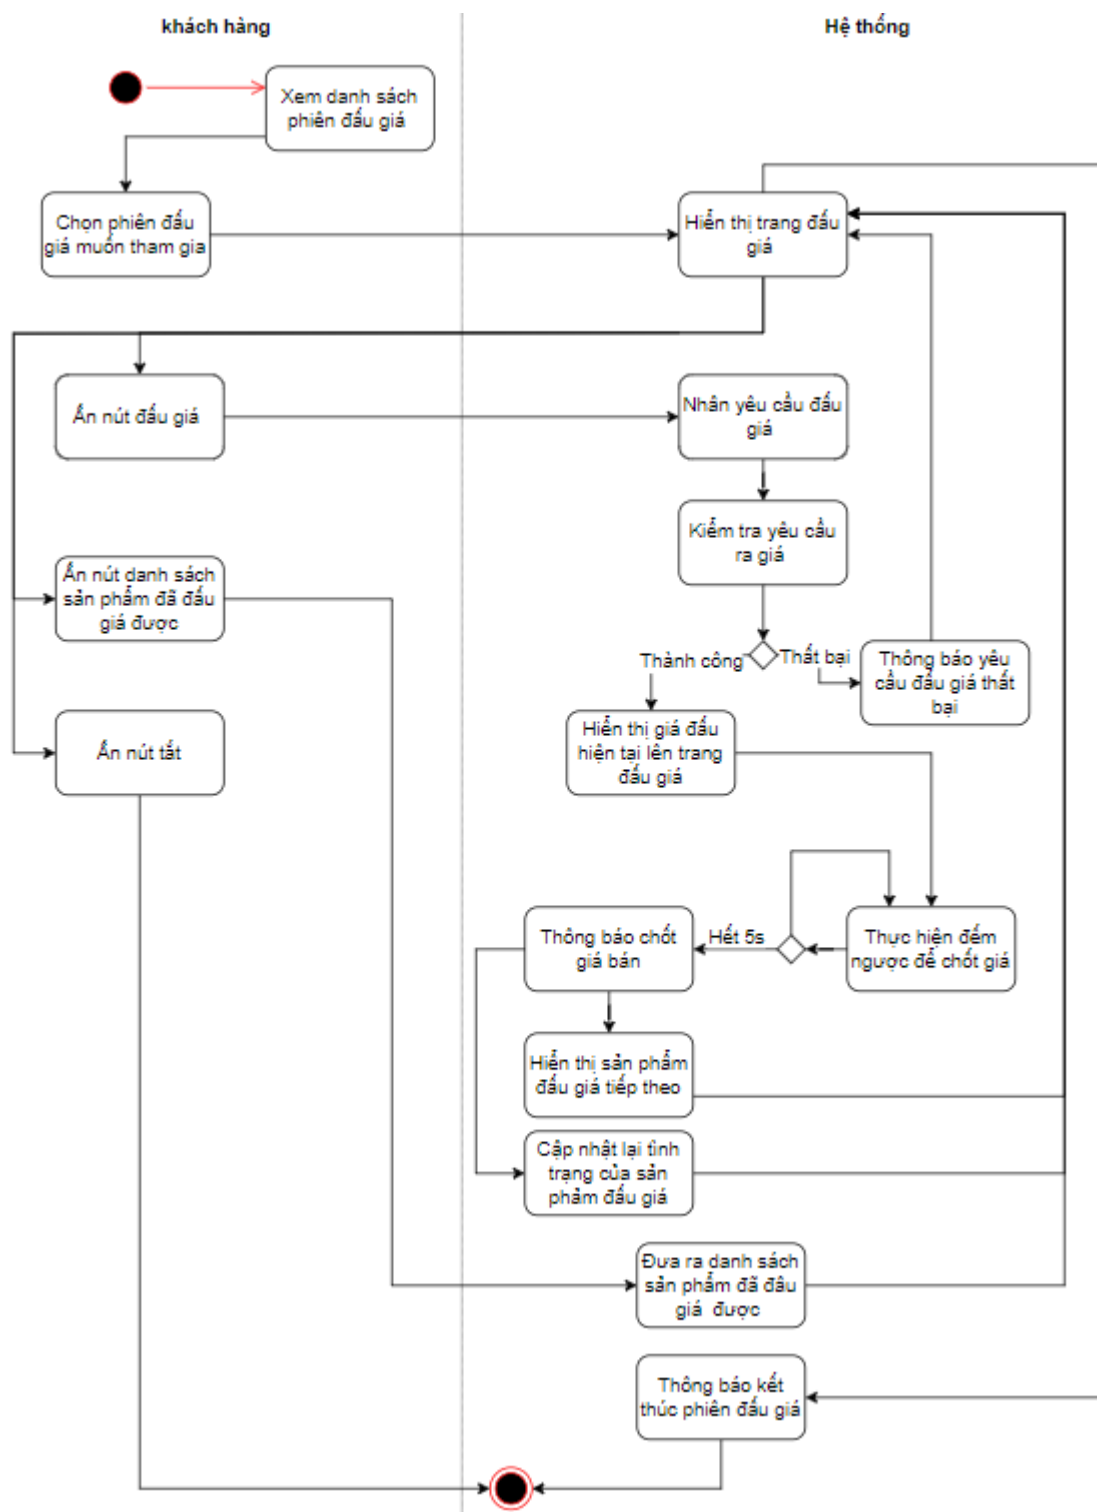 khách hàng
Hệ thống
Xem danh sách
phiên đấu giá
Chọn phiên đấu
giá muốn tham gia
Hiển thị trang đấu
giá
Ấn nút đấu giá
Nhân yêu cầu đấu
giá
Kiểm tra yêu cầu
ra giá
Ấn nút danh sách
sản phẩm đã đấu
giá được
Thành công
Thất bại
Thông báo yêu
cầu đấu giá thất
bại
Ấn nút tắt
Hiển thị giá đấu
hiện tại lên trang
đấu giá
Thông báo chốt
giá bán
Hết 5s
Thực hiện đếm
ngược để chốt giá
Hiển thị sản phẩm
đấu giá tiếp theo
Cập nhật lại tình
trạng của sản
phảm đấu giá
Đưa ra danh sách
sản phẩm đã đâu
giá được
Thông báo kết
thúc phiên đấu giá